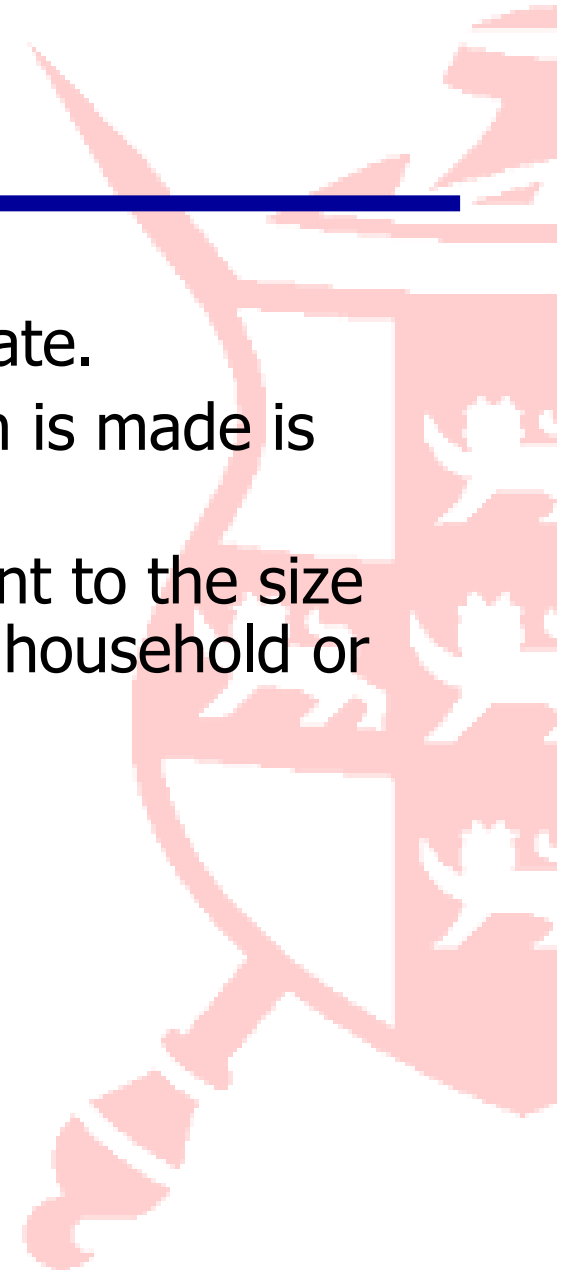 ate.
n is made is
nt to the size
household or